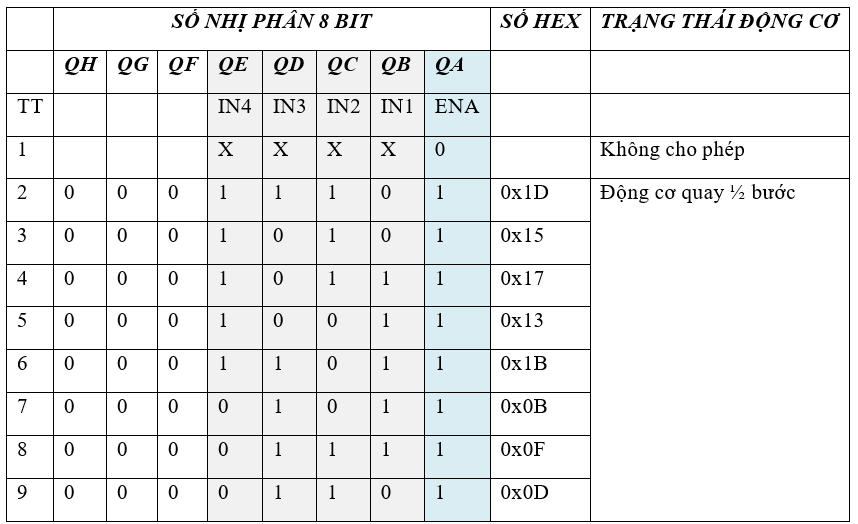 SỐ NHỊ PHÂN 8 BIT SỐ HEX TRẠNG THÁI ĐỘNG CƠ
QH QG QF QE QD QC QB QA
TT IN4 IN3 IN2 IN1 ENA
1 X X X X 0 Không cho phép
2 0 0 0 1 1 1 0 1 0x1D Động cơ quay ½ bước
3 0 0 0 1 0 1 0 1 0x15
4 0 0 0 1 0 1 1 1 0x17
5 0 0 0 1 0 0 1 1 0x13
6 0 0 0 1 1 0 1 1 0x1B
7 0 0 0 0 1 0 1 1 0x0B
8 0 0 0 0 1 1 1 1 0x0F
9 0 0 0 0 1 1 0 1 0x0D